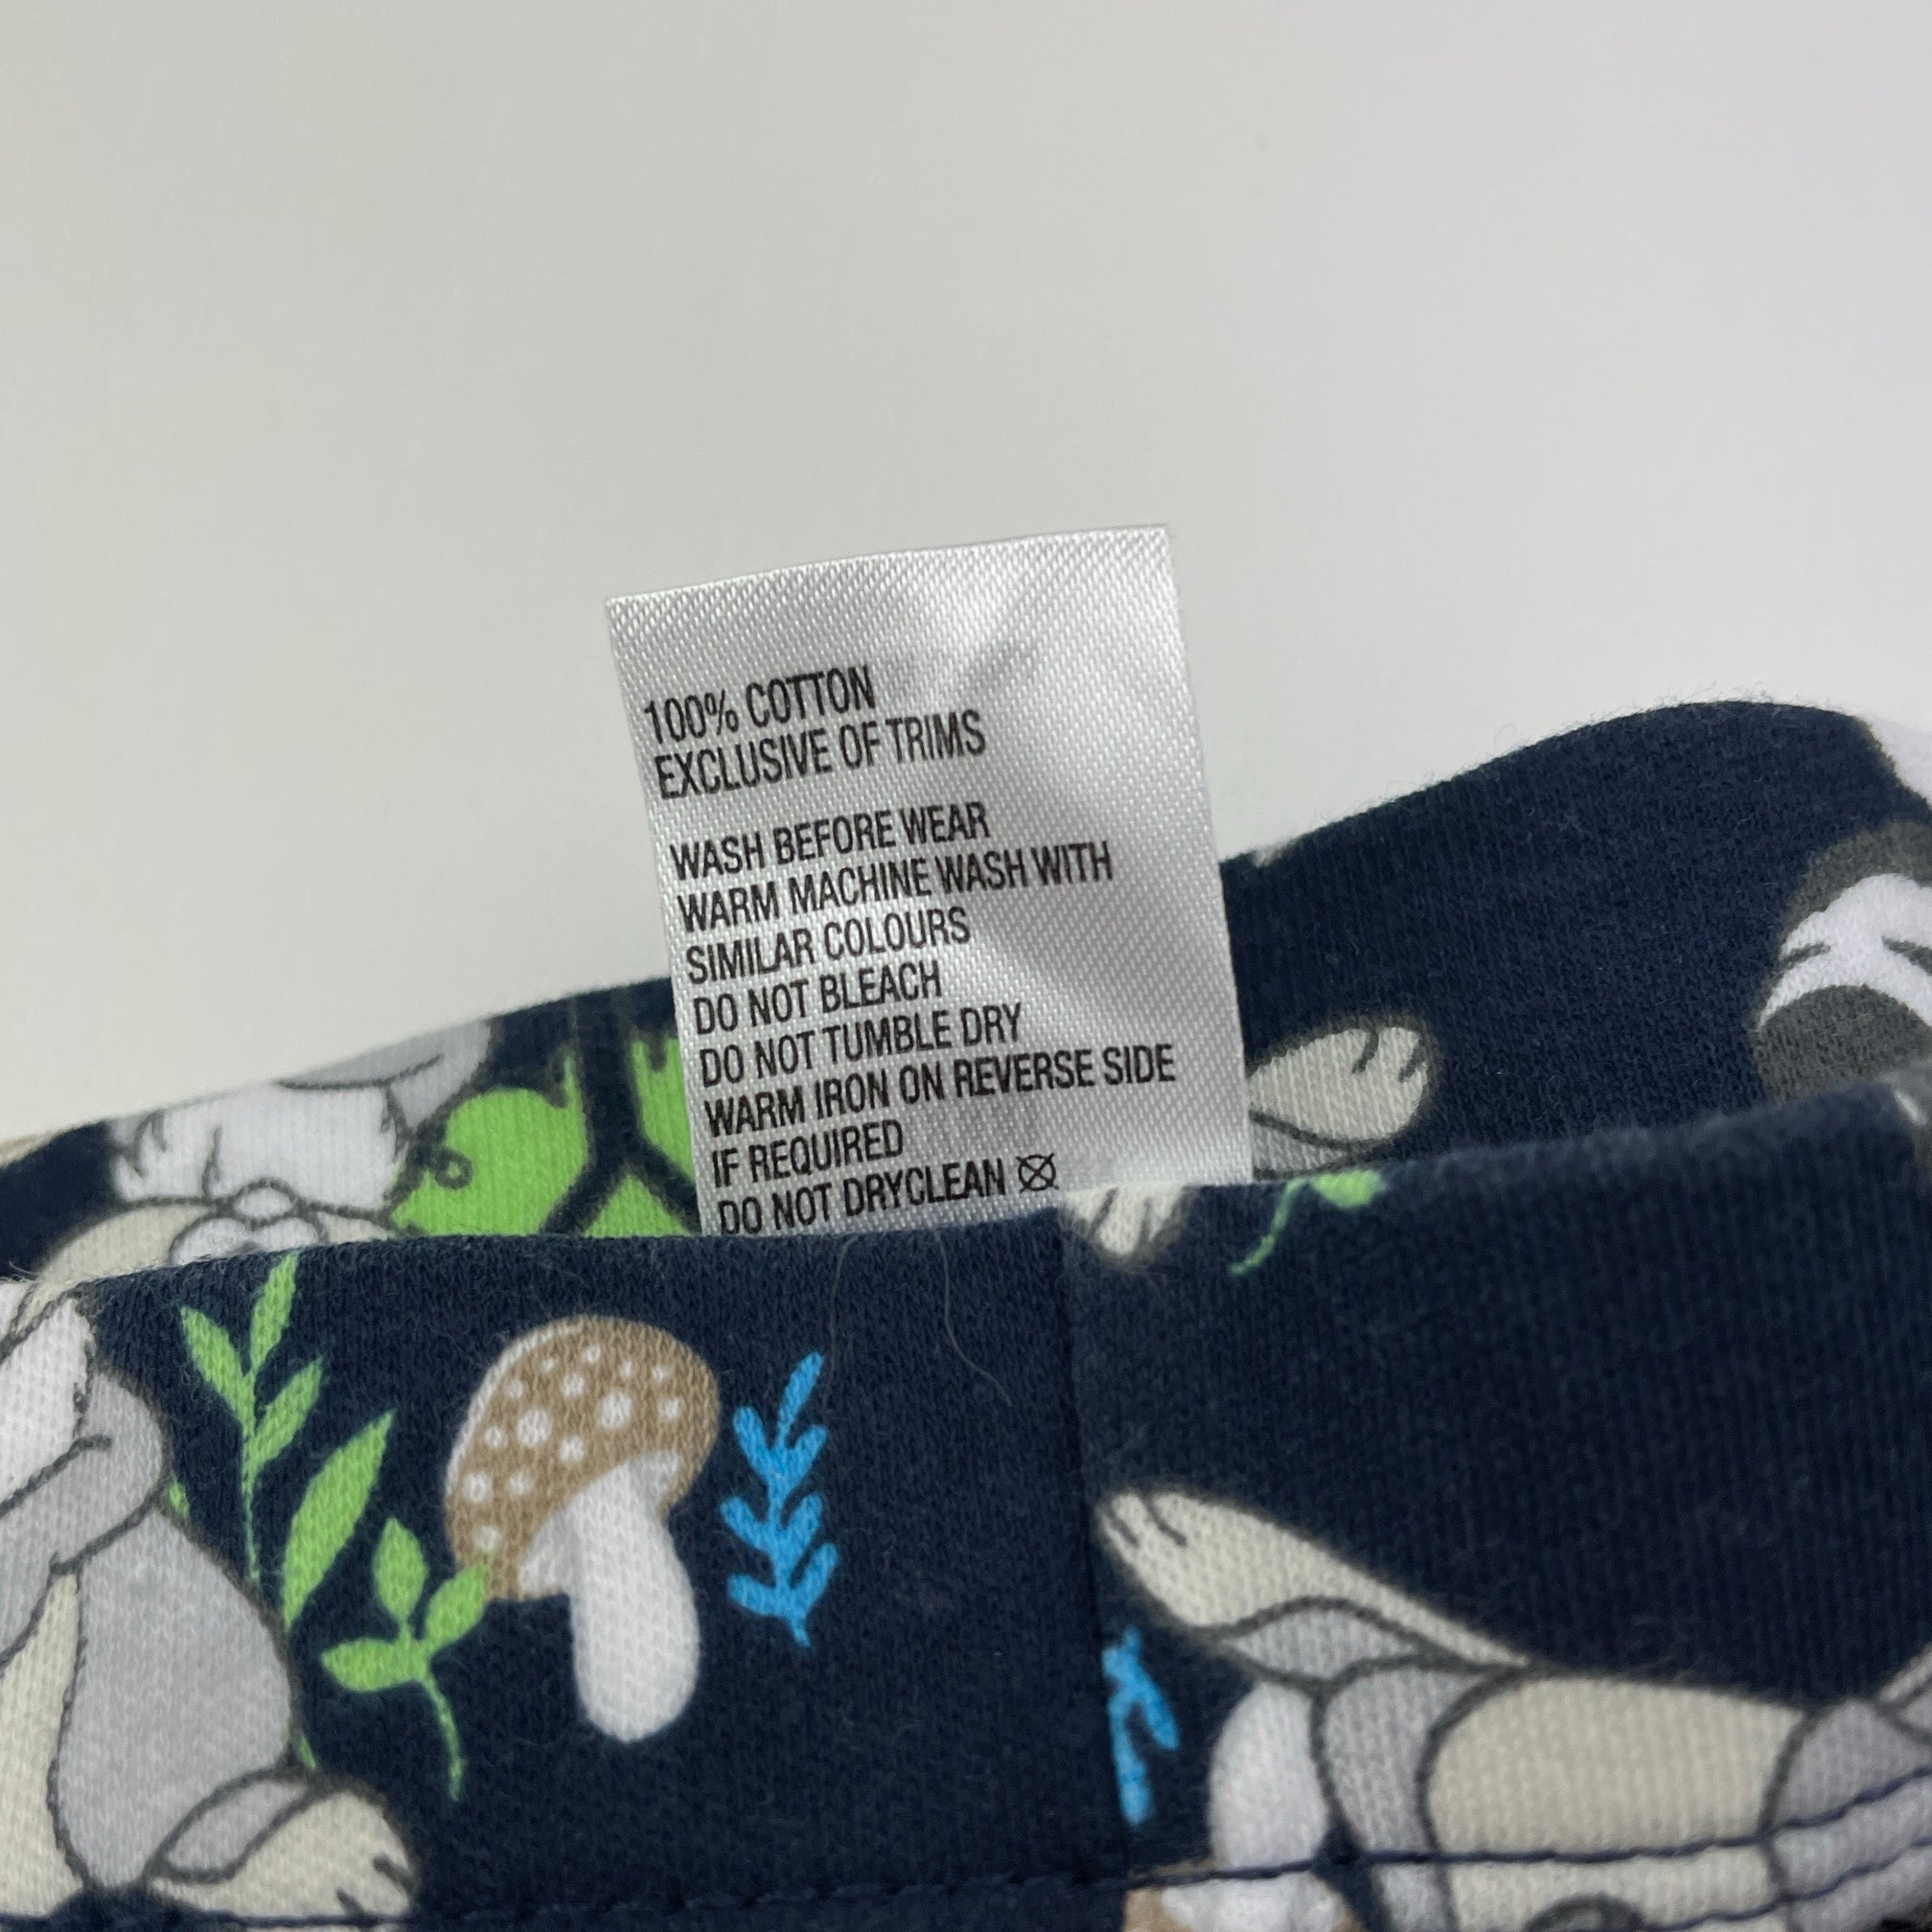 100% COTTON
EXCLUSIVE OF TRIMS
WASH BEFORE WEAR
WARM MACHINE WASH WITH
SIMILAR COLOURS
DO NOT BLEACH
DO NOT TUMBLE DRY
WARM IRON ON REVERSE SIDE
IF REQUIRED
DO NOT DRYCLEAN